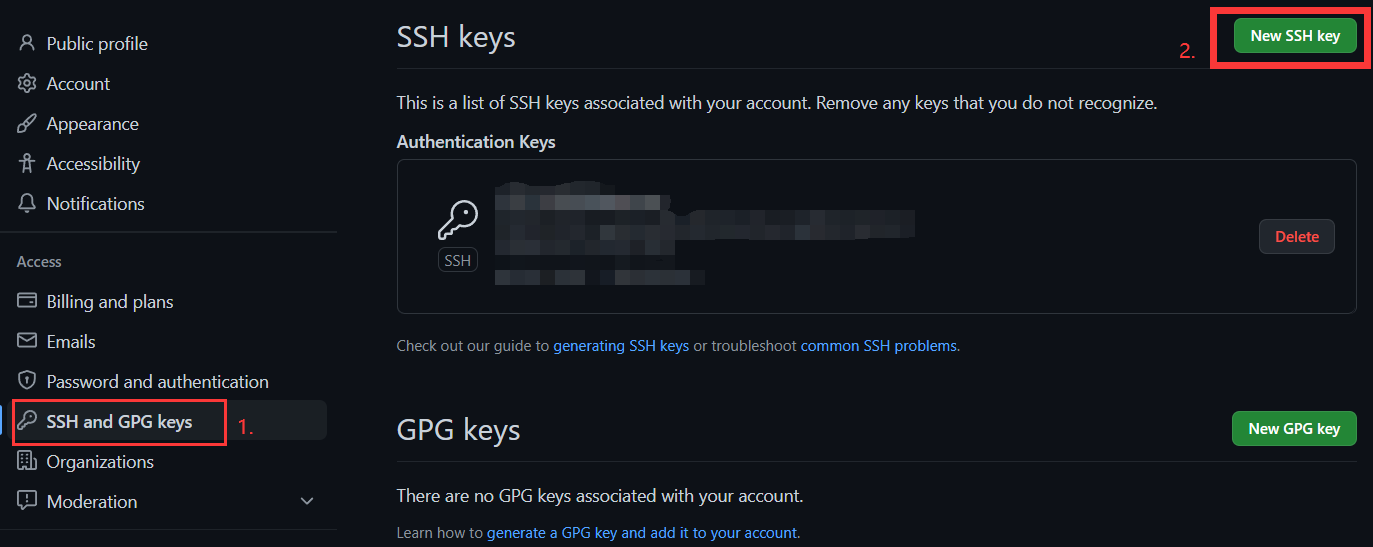 Public profile
Account
Appearance
Accessibility
Notifications
Access
Billing and plans
Emails
Password and authentication
SSH and GPG keys
1.
Organizations
Moderation
SSH keys
2.
New SSH key
This is a list of SSH keys associated with your account. Remove any keys that you do not recognize.
Authentication Keys
SSH
Delete
Check out our guide to generating SSH keys or troubleshoot common SSH problems.
GPG keys
New GPG key
There are no GPG keys associated with your account.
Learn how to generate a GPG key and add it to your account.